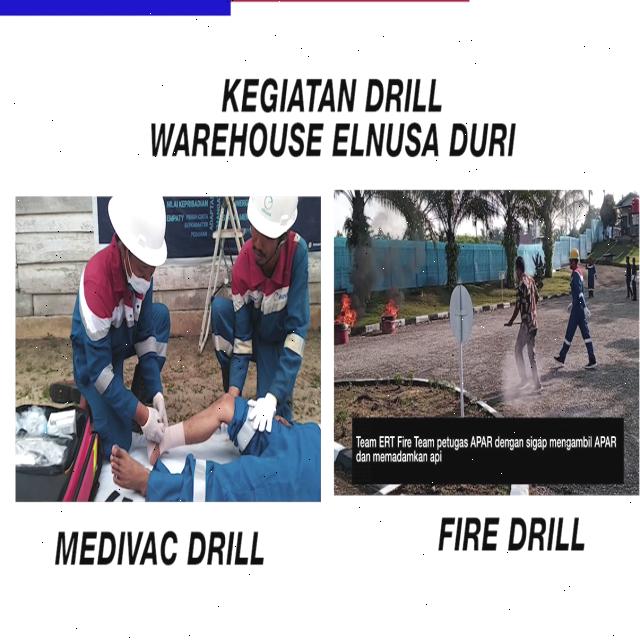 KEGIATAN DRILL
WAREHOUSE ELNUSA DURI
NILAI KEPRIBADIAN
EMPATY
Team ERT Fire Team petugas APAR dengan sigap mengambil APAR
dan memadamkan api
MEDIVAC DRILL
FIRE DRILL